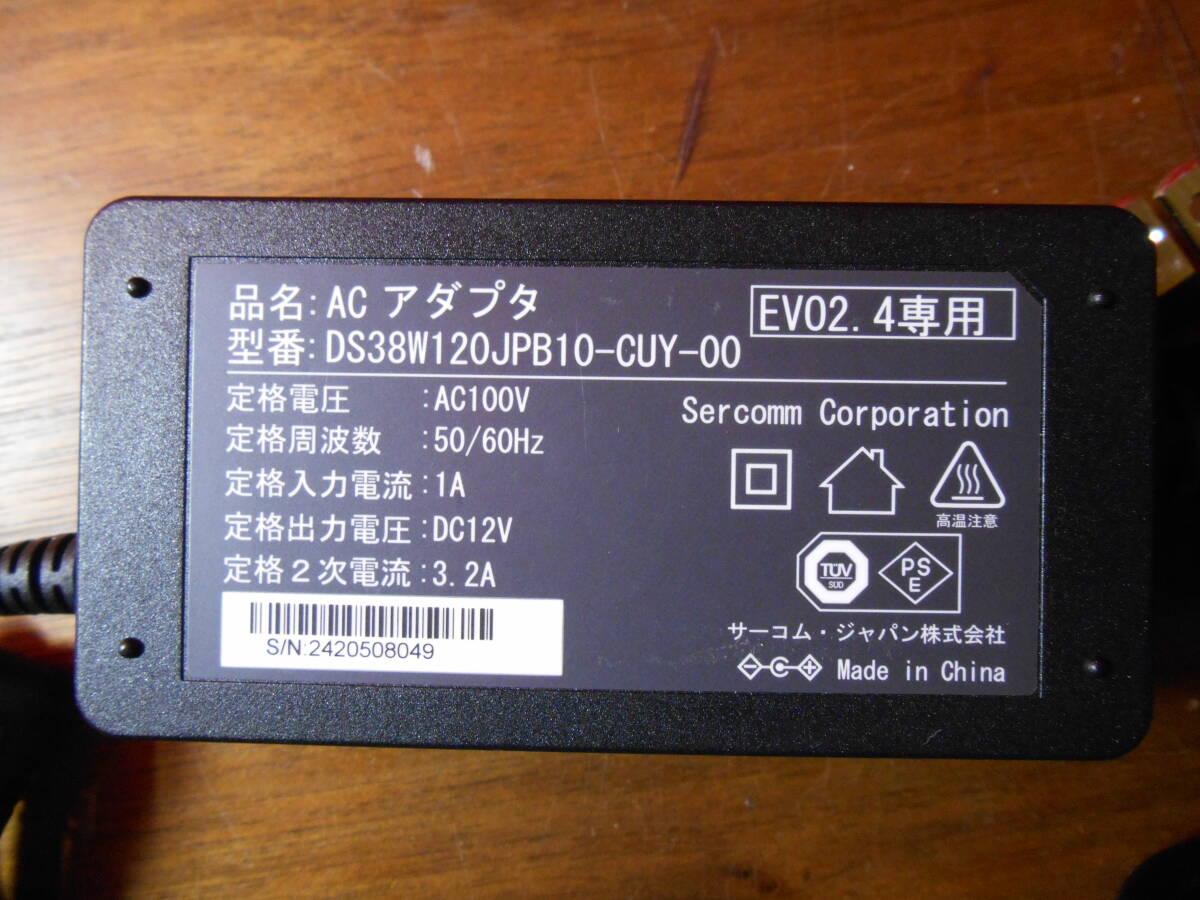 品名:AC アダプタ
EV02.4専用
型番:DS38W120JPB10-CUY-00
定格電圧 :AC100V
定格周波数 :50/60Hz
定格入力電流:1A
定格出力電圧:DC12V
定格2次電流:3.2A
S/N:2420508049
Sercomm Corporation
高温注意
TÜV
SÜD
PS
E
サーコム・ジャパン株式会社
Made in China